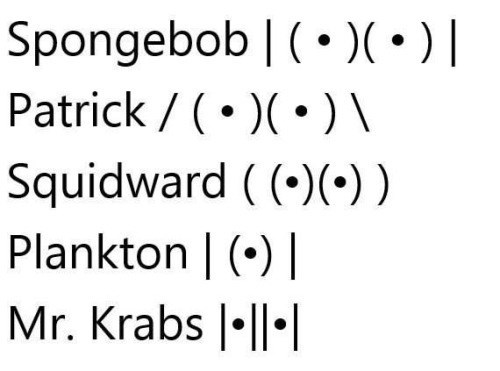 Spongebob | ( • )( • ) |
Patrick / ( • )( • ) \
Squidward ( (•)(•) )
Plankton | (•) |
Mr. Krabs |•||•|